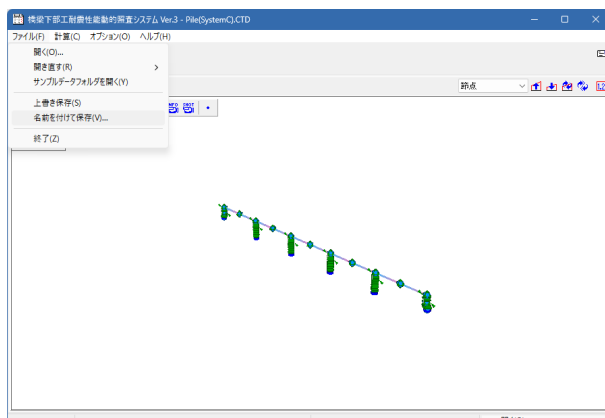 橋梁下部工耐震性能動的照査システム Ver.3 - Pile(SystemC).CTD
ファイル(F) 計算(C) オプション(O) ヘルプ(H)
開く(O)...
開き直す(R)
サンプルデータフォルダを開く(Y)
上書き保存(S)
名前を付けて保存(V)...
終了(Z)
節点